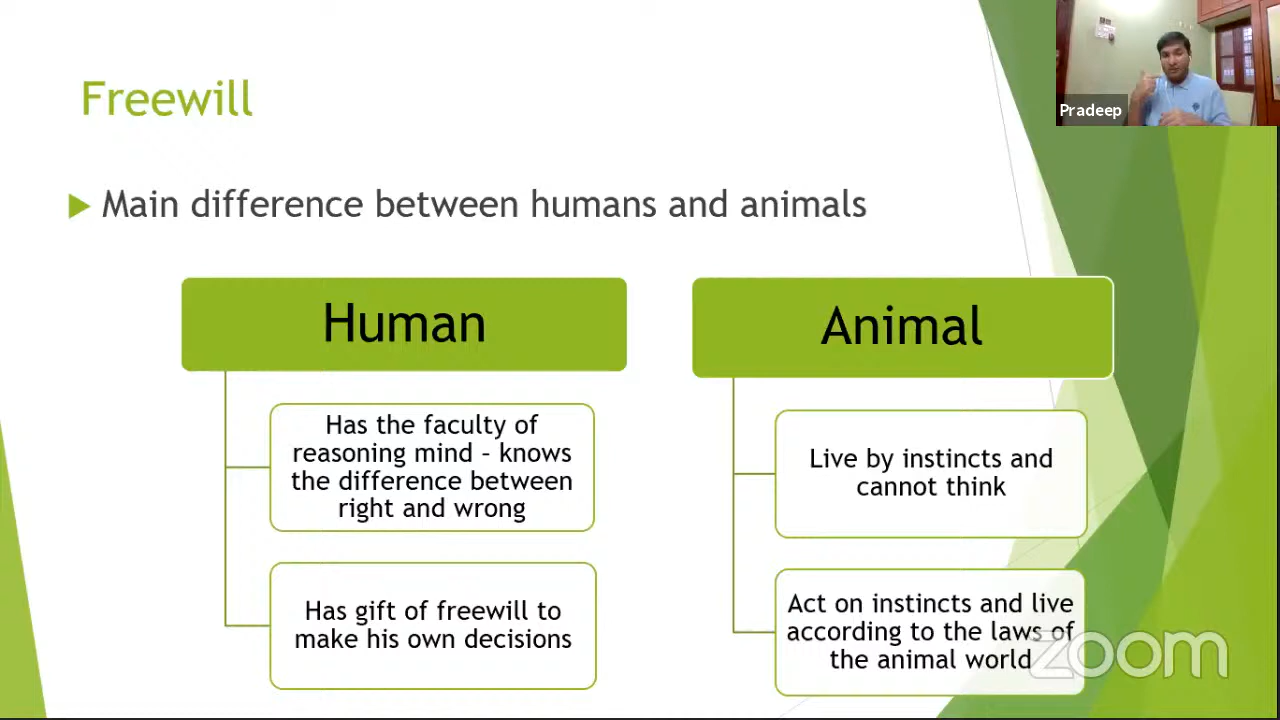 Freewill
Pradeep
Main difference between humans and animals
Human
Has the faculty of
reasoning mind – knows
the difference between
right and wrong
Has gift of freewill to
make his own decisions
Animal
Live by instincts and
cannot think
Act on instincts and live
according to the laws of
the animal world
zoom